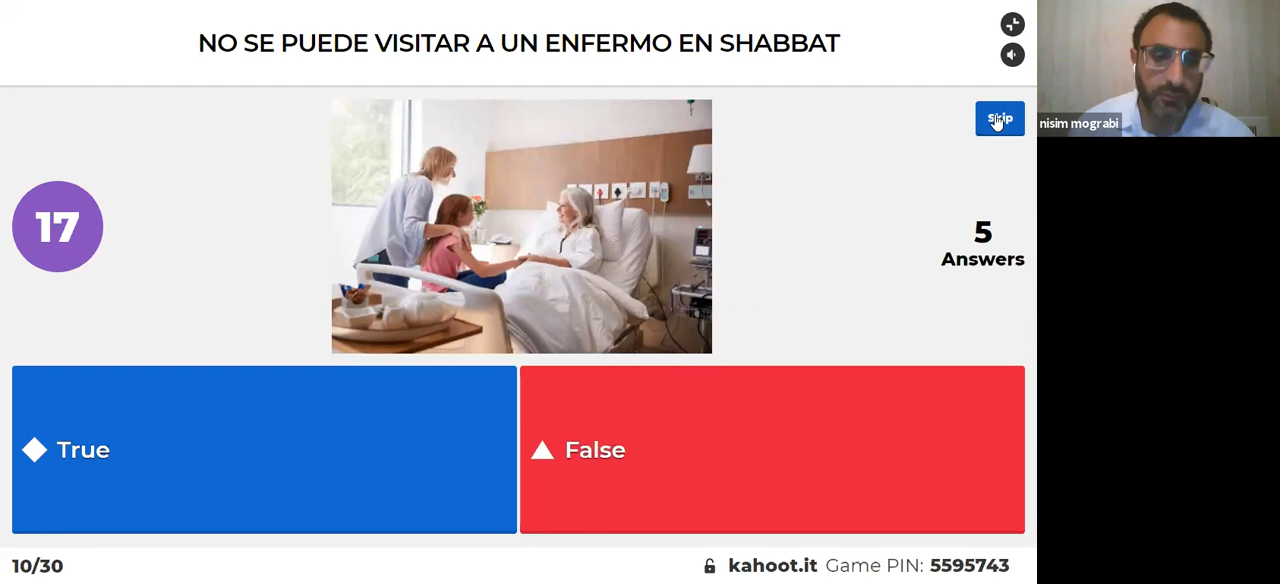 NO SE PUEDE VISITAR A UN ENFERMO EN SHABBAT
Skip
nisim mograbi
17
5
Answers
True
False
10/30
kahoot.it Game PIN: 5595743